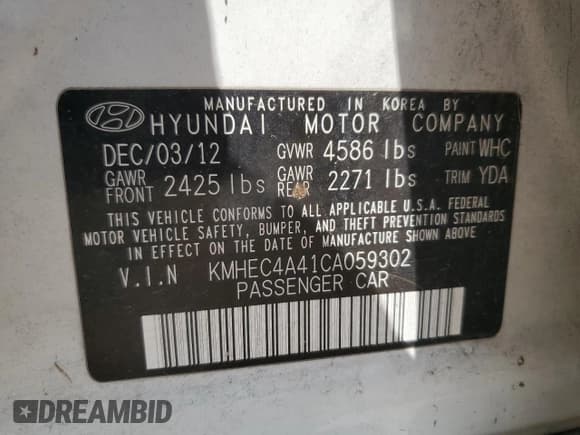 MANUFACTURED IN KOREA BY
HYUNDAI MOTOR COMPANY
DEC/03/12 GVWR 4586 lbs PAINT WHC
GAWR FRONT 2425 lbs GAWR REAR 2271 lbs TRIM YDA
THIS VEHICLE CONFORMS TO ALL APPLICABLE U.S.A. FEDERAL
MOTOR VEHICLE SAFETY, BUMPER, AND THEFT PREVENTION STANDARDS
IN EFFECT ON THE DATE OF MANUFACTURE SHOWN ABOVE
V.I.N KMHEC4A41CA059302
PASSENGER CAR
DREAMBID